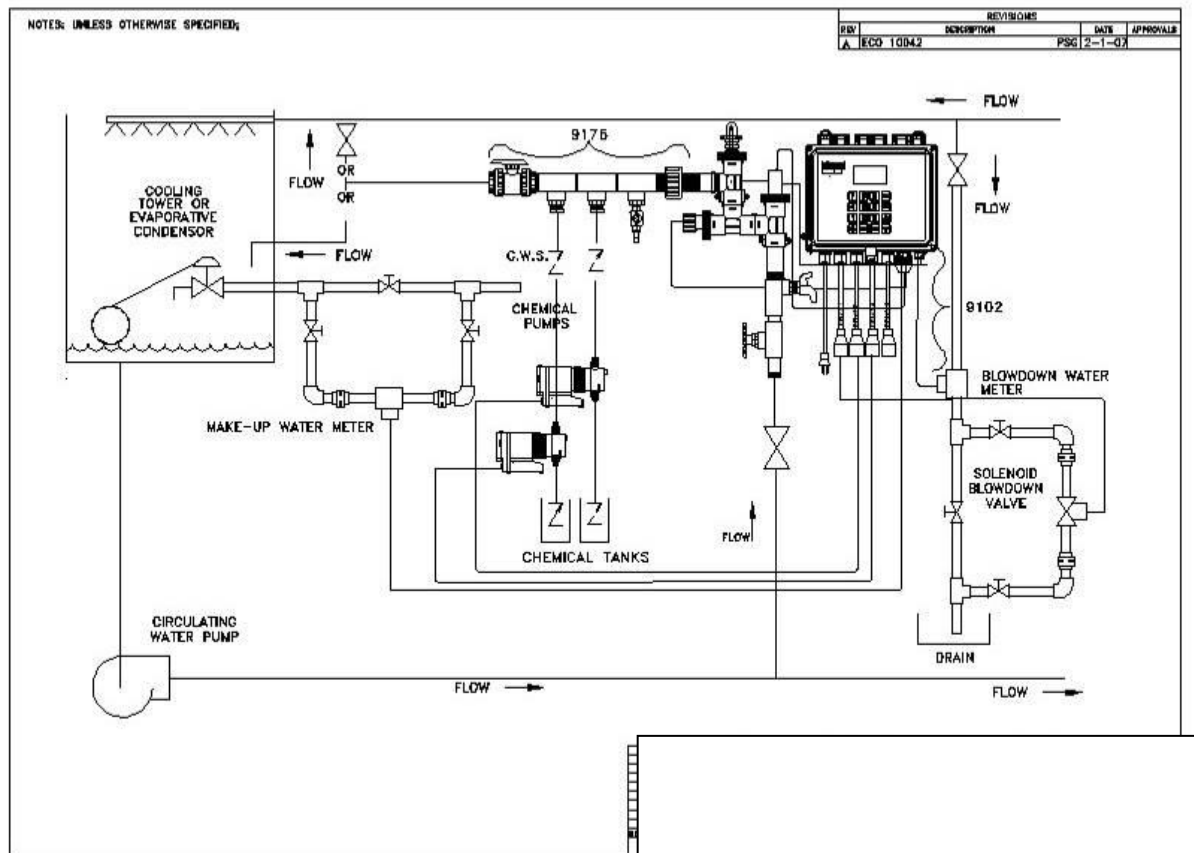 NOTES: UNLESS OTHERWISE SPECIFIED;
REVISIONS
REV DESCRIPTION DATE APPROVALS
A ECO 10042 PSG 2-1-07
FLOW
9176
OR
OR
FLOW
FLOW
COOLING
TOWER OR
EVAPORATIVE
CONDENSOR
FLOW
C.W.S.
CHEMICAL
PUMPS
9102
BLOWDOWN WATER
METER
MAKE-UP WATER METER
SOLENOID
BLOWDOWN
VALVE
FLOW
CHEMICAL TANKS
CIRCULATING
WATER PUMP
DRAIN
FLOW
FLOW